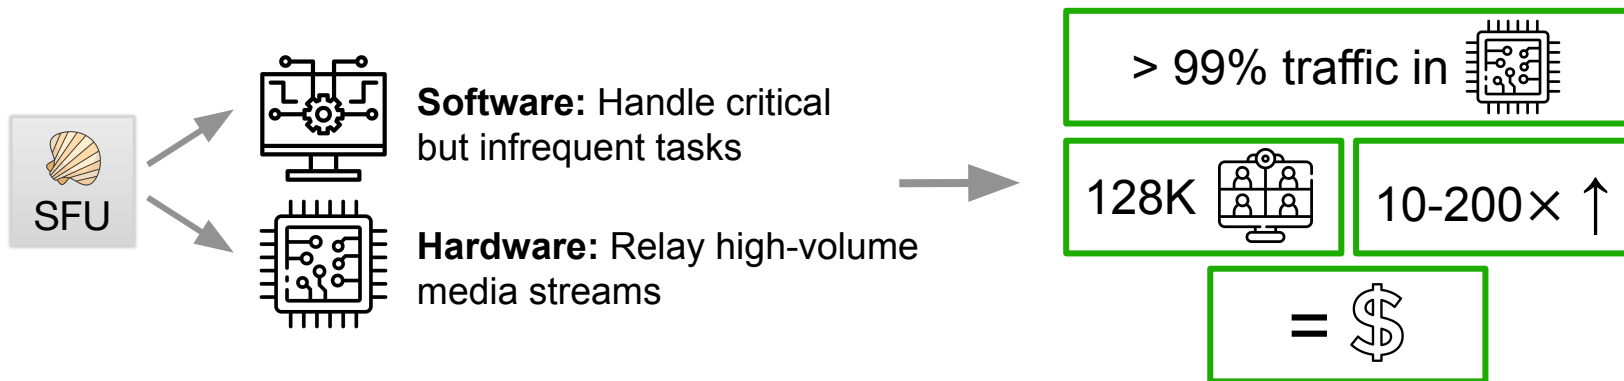 SFU
Software: Handle critical
but infrequent tasks
Hardware: Relay high-volume
media streams
> 99% traffic in
128K
10-200× ↑
= $